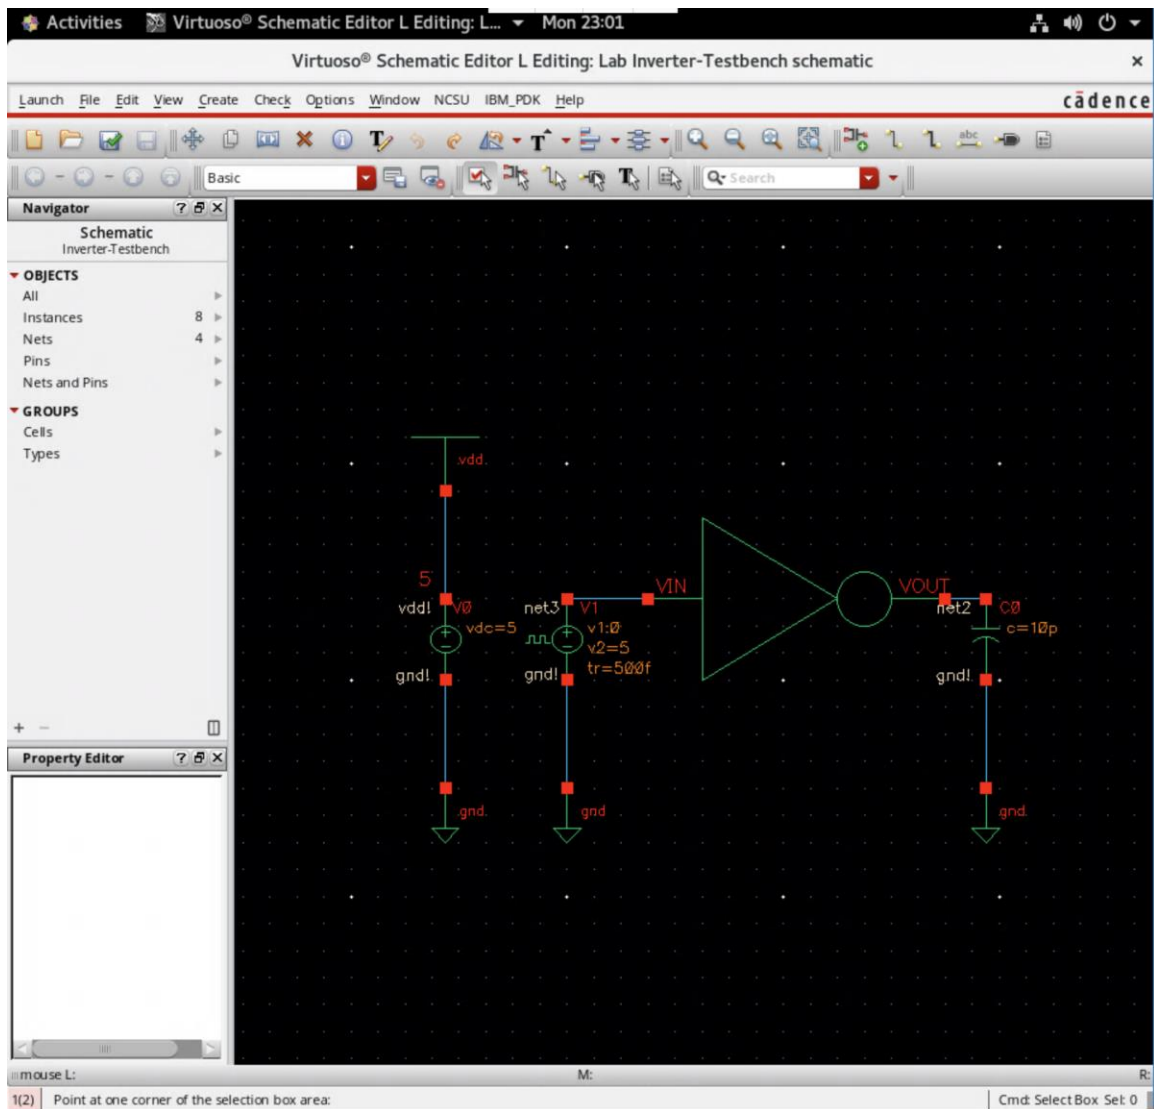 Activities Virtuoso® Schematic Editor L Editing: L... Mon 23:01
Virtuoso® Schematic Editor L Editing: Lab Inverter-Testbench schematic ×
Launch File Edit View Create Check Options Window NCSU IBM_PDK Help cādence
abc
Basic Search
Navigator
Schematic
Inverter-Testbench
OBJECTS
All
Instances 8
Nets 4
Pins
Nets and Pins
GROUPS
Cells
Types
Property Editor
vdd
5
vdd! V0
vdc=5
gnd!
gnd
net3 V1
v1:0
v2=5
tr=500f
gnd!
gnd
VIN
VOUT
net2 C0
c=10p
gnd!
gnd
mouse L: M: R:
1(2) Point at one corner of the selection box area: Cmd: Select Box Sel: 0